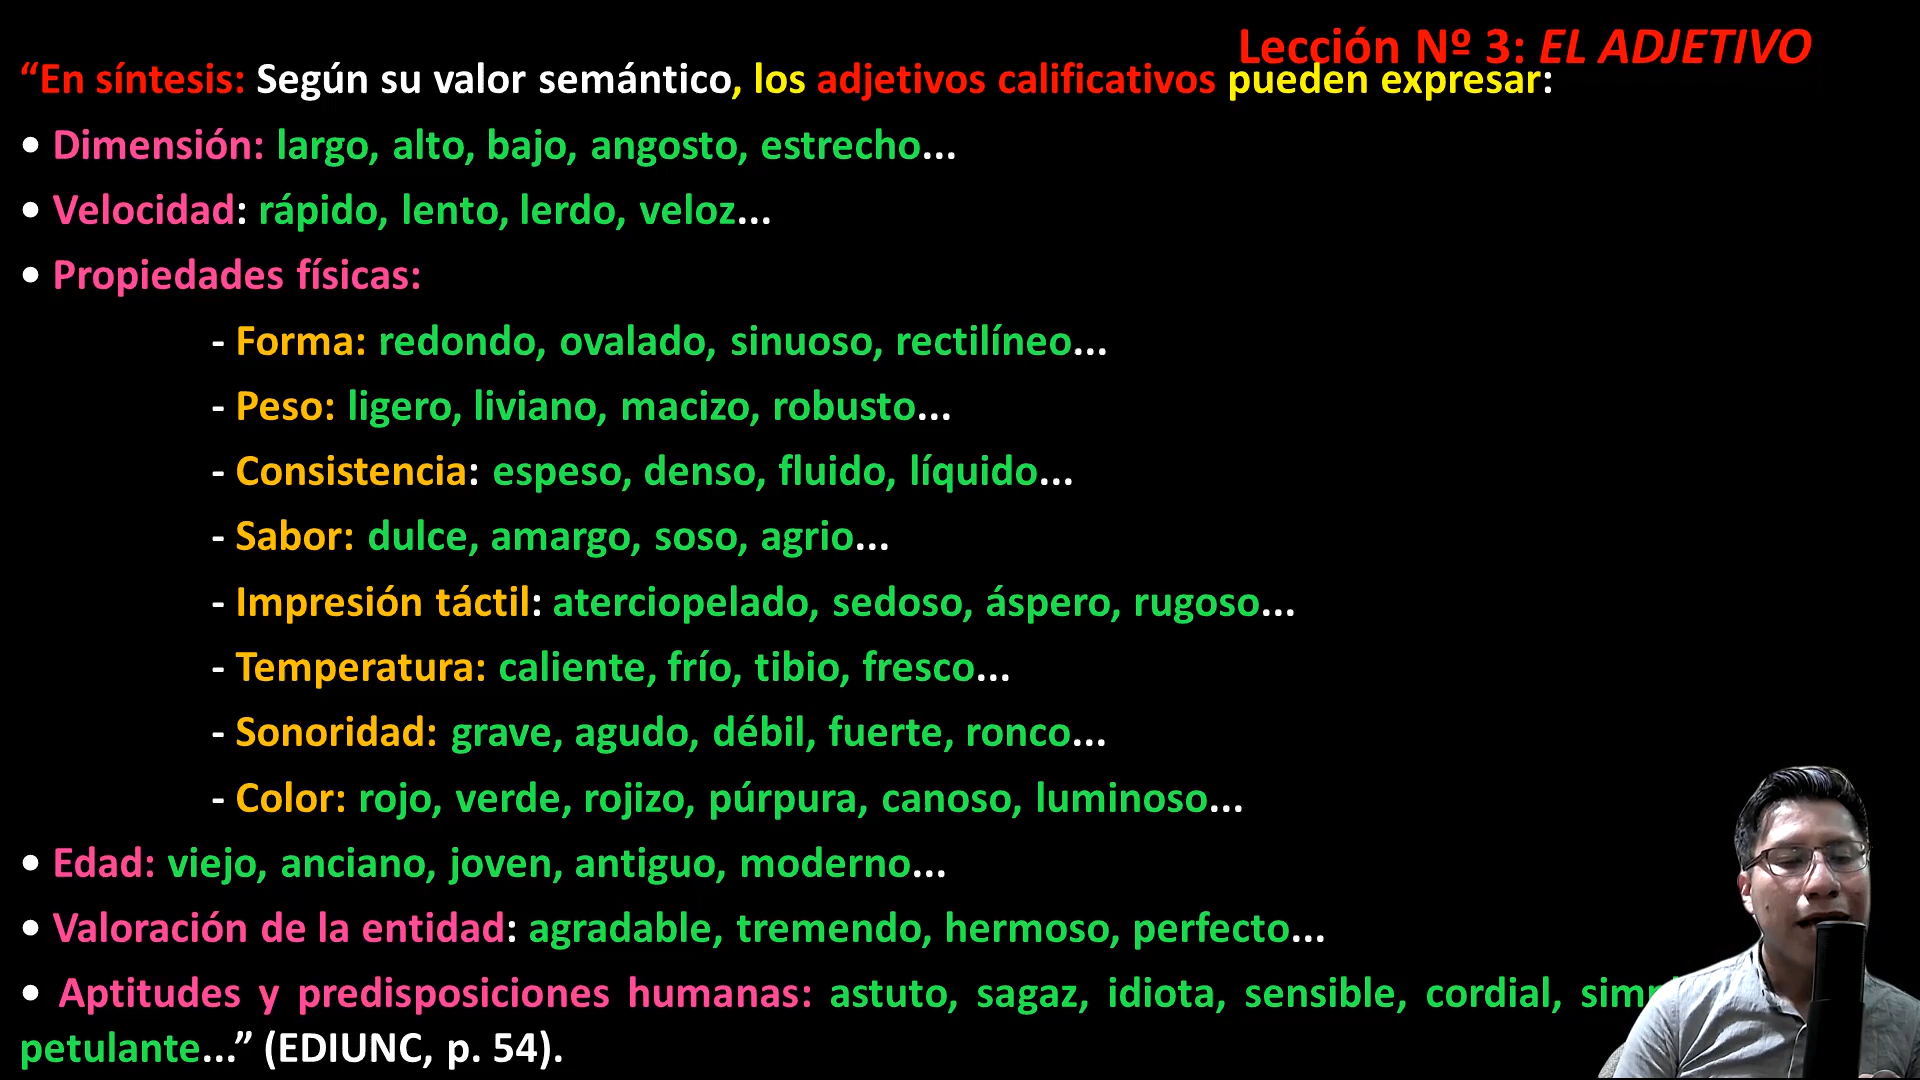 Lección Nº 3: EL ADJETIVO
“En síntesis: Según su valor semántico, los adjetivos calificativos pueden expresar:
• Dimensión: largo, alto, bajo, angosto, estrecho...
• Velocidad: rápido, lento, lerdo, veloz...
• Propiedades físicas:
- Forma: redondo, ovalado, sinuoso, rectilíneo...
- Peso: ligero, liviano, macizo, robusto...
- Consistencia: espeso, denso, fluido, líquido...
- Sabor: dulce, amargo, soso, agrio...
- Impresión táctil: aterciopelado, sedoso, áspero, rugoso...
- Temperatura: caliente, frío, tibio, fresco...
- Sonoridad: grave, agudo, débil, fuerte, ronco...
- Color: rojo, verde, rojizo, púrpura, canoso, luminoso...
• Edad: viejo, anciano, joven, antiguo, moderno...
• Valoración de la entidad: agradable, tremendo, hermoso, perfecto...
• Aptitudes y predisposiciones humanas: astuto, sagaz, idiota, sensible, cordial,
petulante...” (EDIUNC, p. 54).